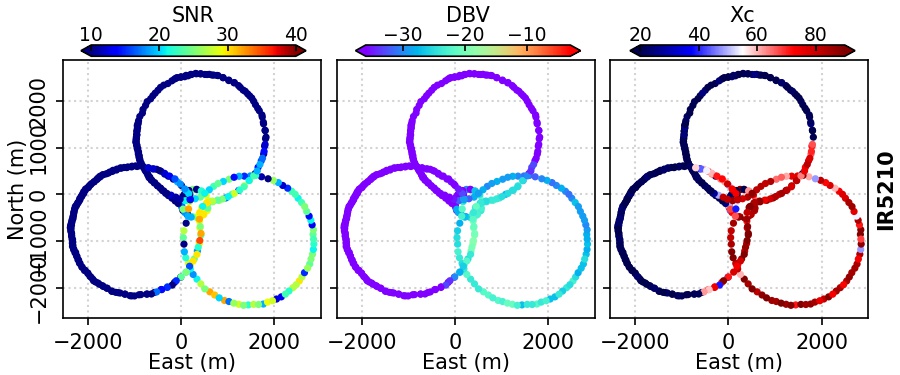 SNR DBV Xc
10 20 30 40 −30 −20 −10 20 40 60 80
North (m)
2000
1000
0
−1000
−2000
−2000 0 2000 −2000 0 2000 −2000 0 2000
East (m) East (m) East (m)
IR5210